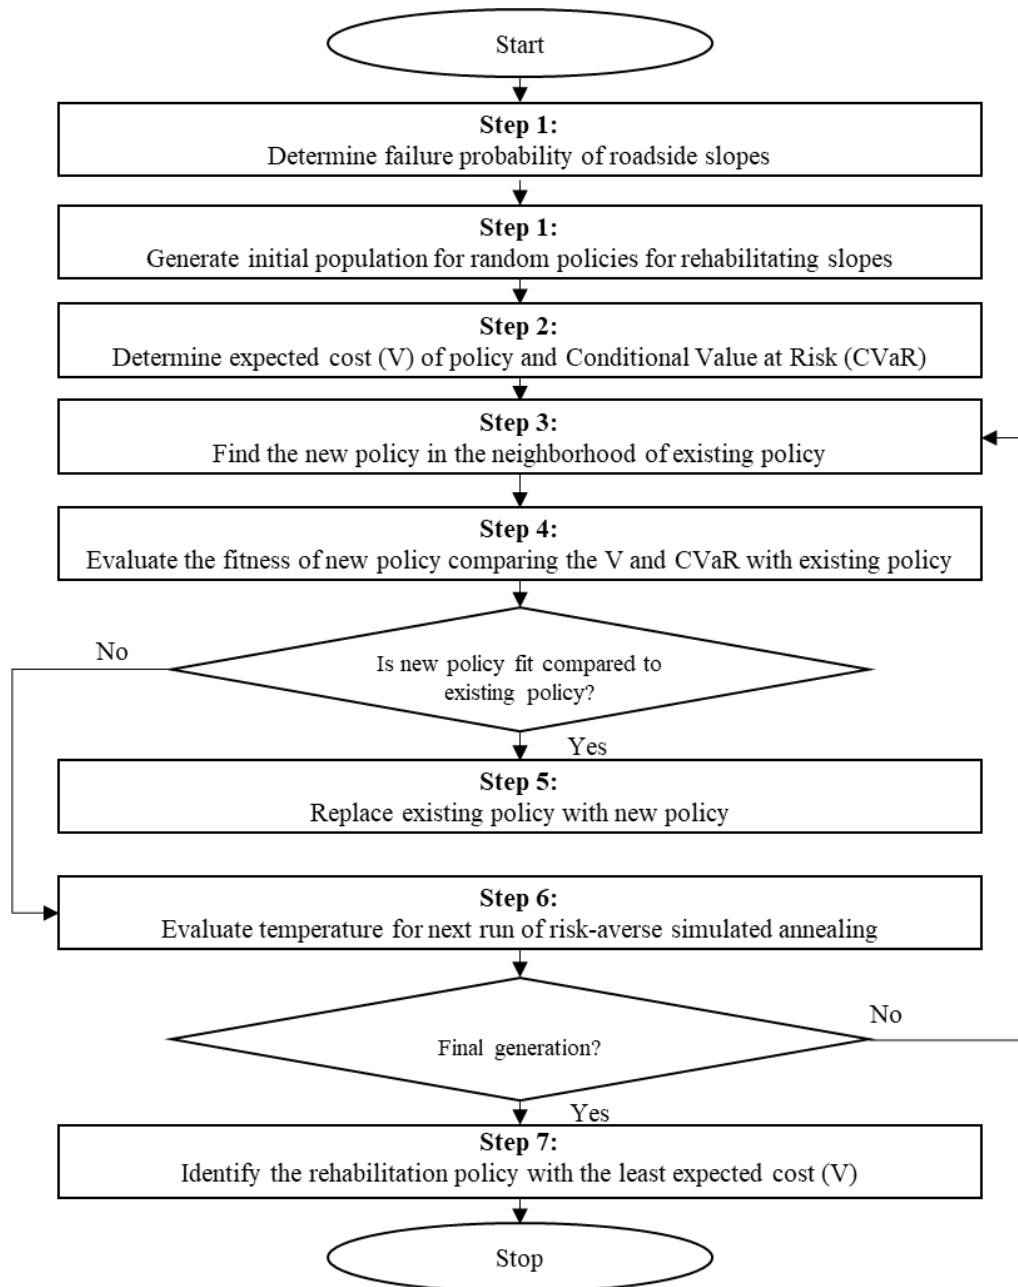 Start
Step 1:
Determine failure probability of roadside slopes
Step 1:
Generate initial population for random policies for rehabilitating slopes
Step 2:
Determine expected cost (V) of policy and Conditional Value at Risk (CVaR)
Step 3:
Find the new policy in the neighborhood of existing policy
Step 4:
Evaluate the fitness of new policy comparing the V and CVaR with existing policy
No
Is new policy fit compared to
existing policy?
Yes
Step 5:
Replace existing policy with new policy
Step 6:
Evaluate temperature for next run of risk-averse simulated annealing
No
Final generation?
Yes
Step 7:
Identify the rehabilitation policy with the least expected cost (V)
Stop